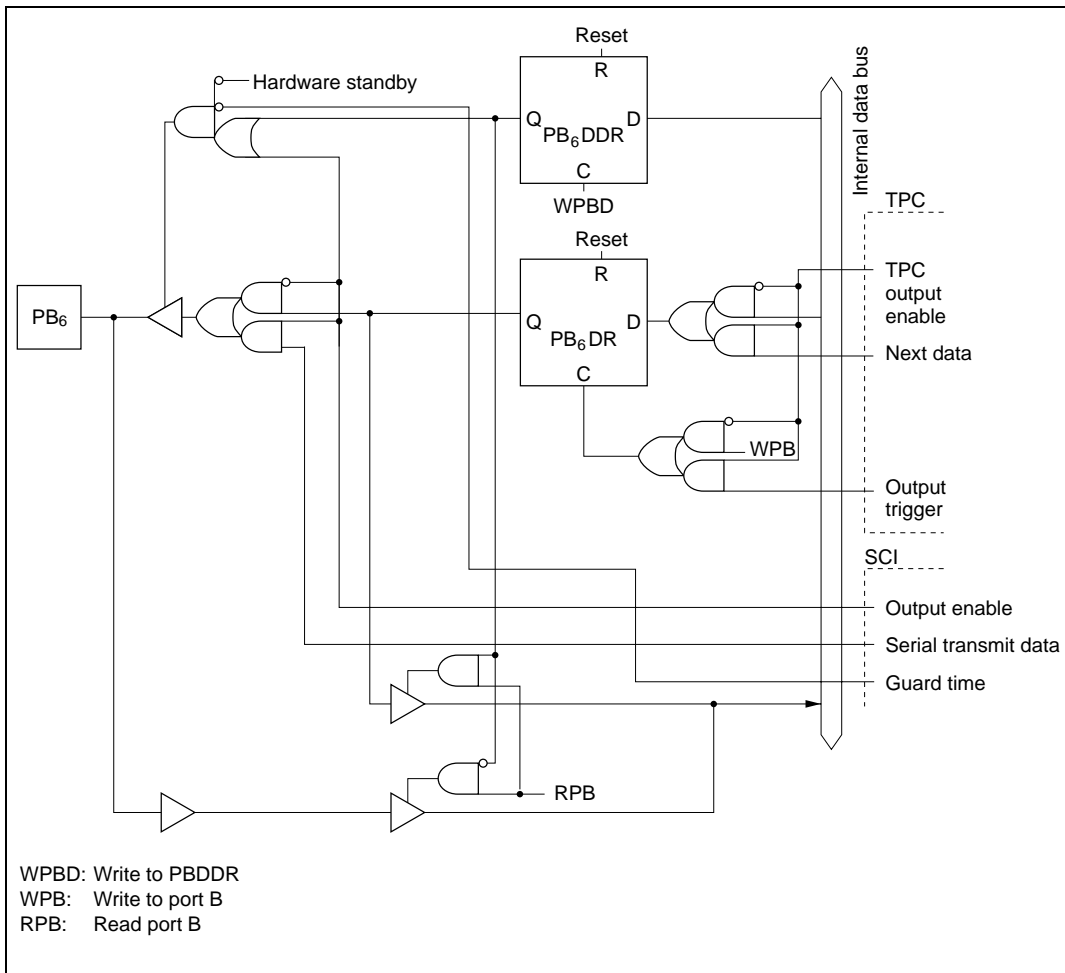 Reset
Hardware standby
R
Q
D
PB6DDR
C
WPBD
Internal data bus
TPC
Reset
R
TPC
output
enable
PB6
Q
D
PB6DR
C
Next data
WPB
Output
trigger
SCI
Output enable
Serial transmit data
Guard time
RPB
WPBD: Write to PBDDR
WPB: Write to port B
RPB: Read port B